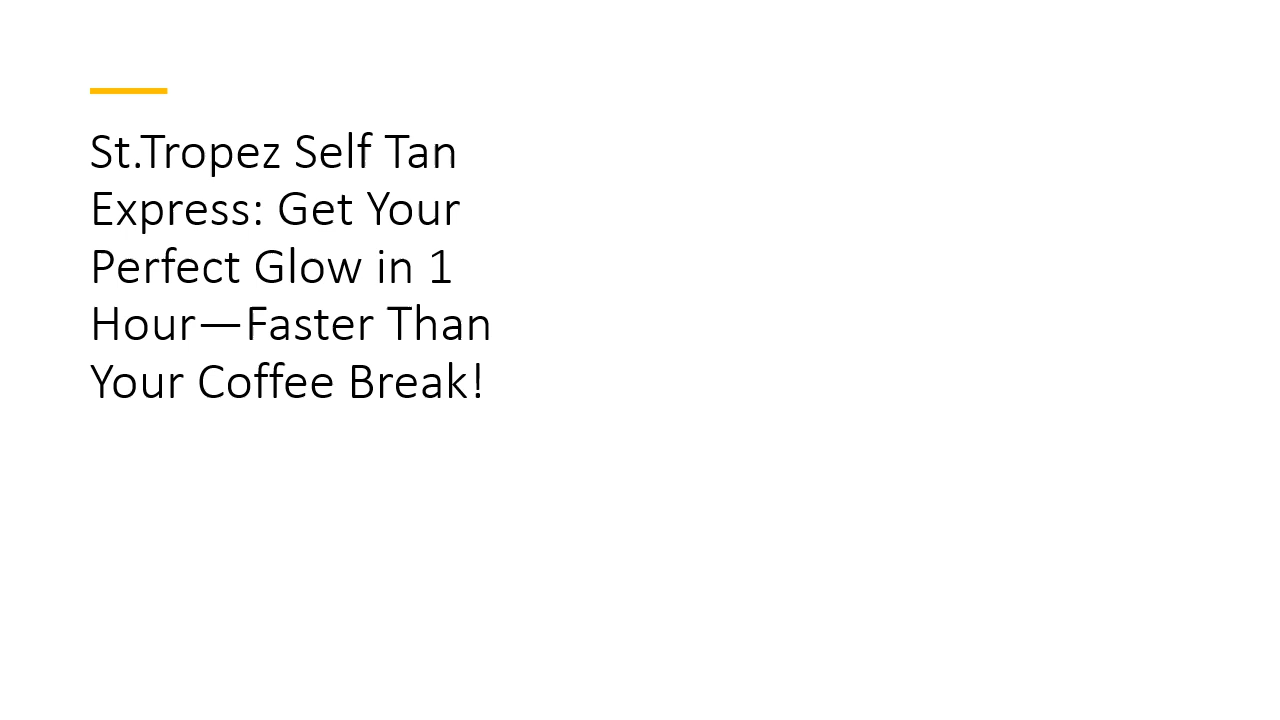 St.Tropez Self Tan
Express: Get Your
Perfect Glow in 1
Hour—Faster Than
Your Coffee Break!